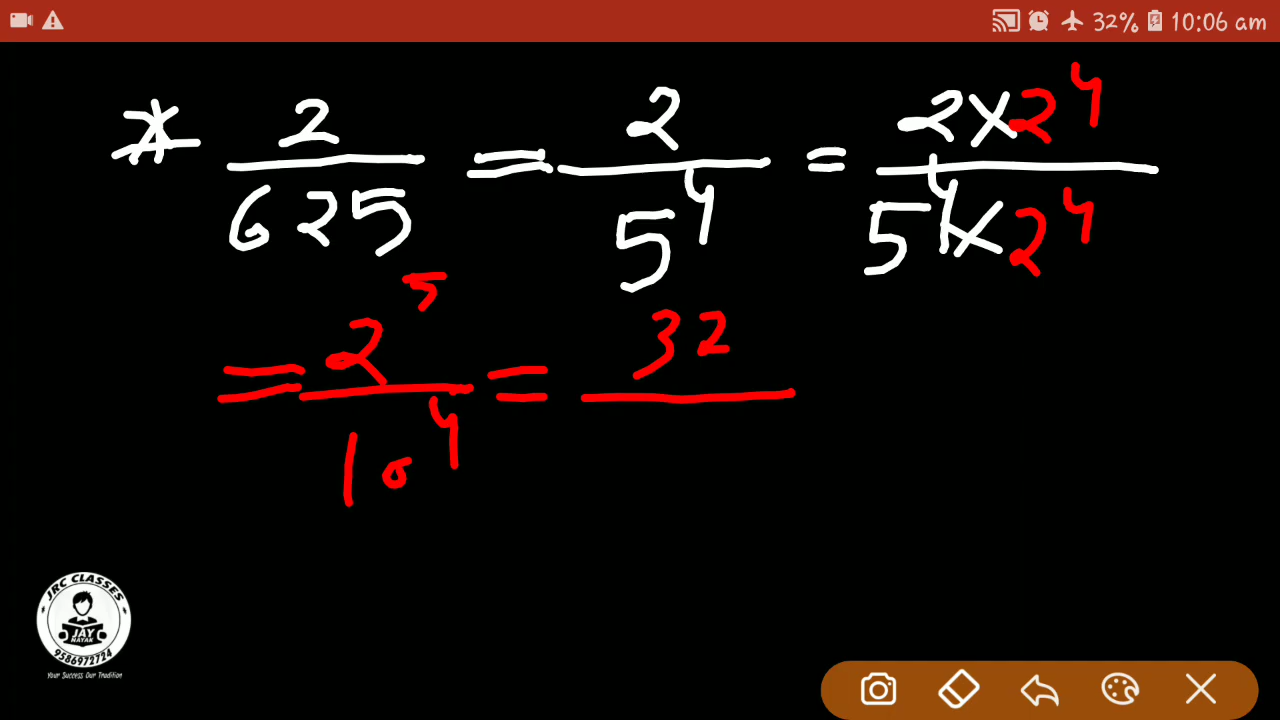 32% 10:06 am
* 2/625 = 2/5⁴ = 2×2⁴/5⁴×2⁴
= 2⁵/10⁴ = 32/
JRC CLASSES
JAY
NAYAK
9586972724
Your Success Our Tradition